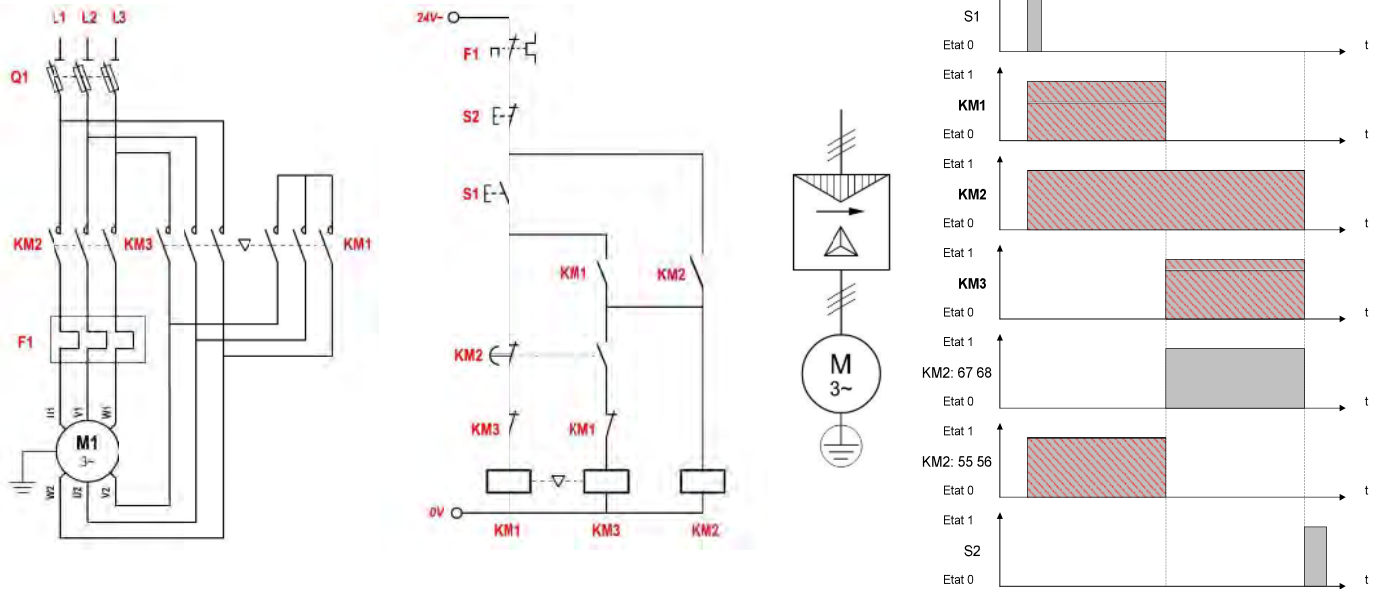 L1 L2 L3
Q1
KM2
KM3
KM1
F1
U1
V1
W1
M1
3~
W2
U2
V2
24V~
F1
S2
S1
KM1
KM2
KM2
KM3
KM1
0V
KM1
KM3
KM2
M
3~
S1
Etat 0
t
Etat 1
KM1
Etat 0
t
Etat 1
KM2
Etat 0
t
Etat 1
KM3
Etat 0
t
Etat 1
KM2: 67 68
Etat 0
t
Etat 1
KM2: 55 56
Etat 0
t
Etat 1
S2
Etat 0
t